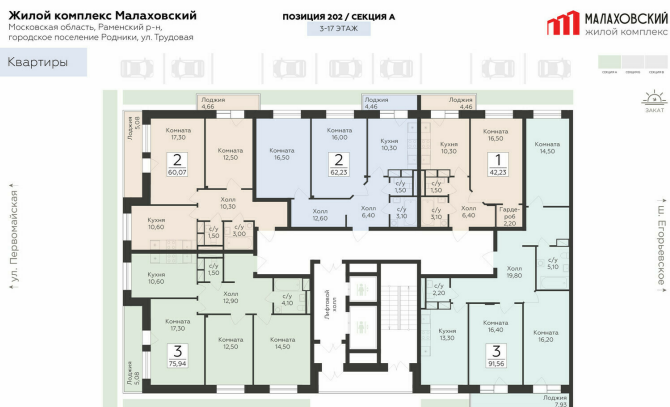 Жилой комплекс Малаховский
Московская область, Раменский р-н,
городское поселение Родники, ул. Трудовая
ПОЗИЦИЯ 202 / СЕКЦИЯ А
3-17 ЭТАЖ
МАЛАХОВСКИЙ
ЖИЛОЙ КОМПЛЕКС
Квартиры
ЗАКАТ
ул. Первомайская
ш. Егорьевское
Лоджия
4,66
Лоджия
4,46
Лоджия
4,46
Лоджия
5,08
Комната
17,30
Комната
12,50
2
60,07
Холл
10,30
Кухня
10,60
с/у
1,50
с/у
3,00
Комната
16,50
Комната
16,00
Кухня
10,30
2
62,23
с/у
1,50
Холл
12,60
Холл
6,40
с/у
3,10
Кухня
10,30
Комната
16,50
1
42,23
с/у
1,50
с/у
3,10
Холл
6,40
Гарде-
роб
2,20
Комната
14,50
с/у
5,10
Холл
19,80
с/у
2,20
Кухня
13,30
Комната
16,40
3
91,56
Комната
16,20
Лоджия
7,93
Лифтовой
холл
Кухня
10,60
с/у
1,50
Холл
12,90
с/у
4,10
Комната
17,30
3
75,94
Комната
12,50
Комната
14,50
Лоджия
5,08